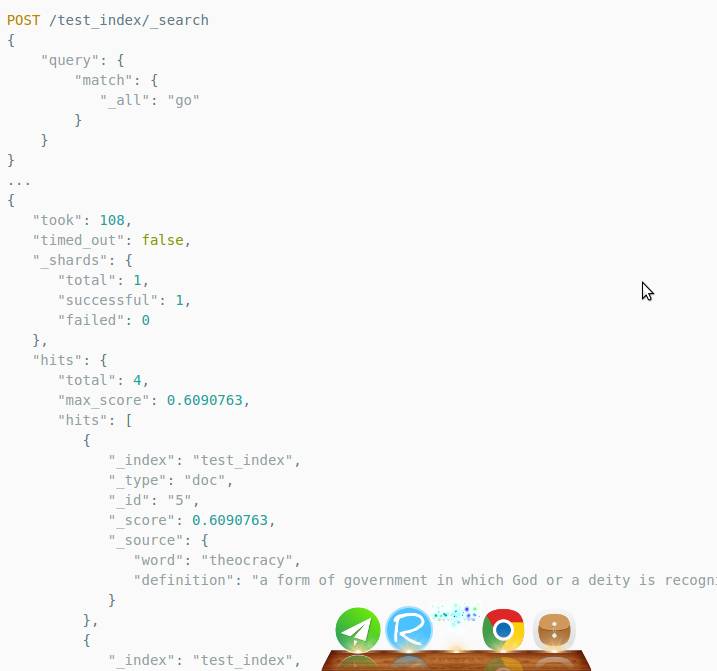 POST /test_index/_search
{
    "query": {
        "match": {
           "_all": "go"
        }
    }
}
...
{
   "took": 108,
   "timed_out": false,
   "_shards": {
      "total": 1,
      "successful": 1,
      "failed": 0
   },
   "hits": {
      "total": 4,
      "max_score": 0.6090763,
      "hits": [
         {
            "_index": "test_index",
            "_type": "doc",
            "_id": "5",
            "_score": 0.6090763,
            "_source": {
               "word": "theocracy",
               "definition": "a form of government in which God or a deity is recogni
            }
         },
         {
            "_index": "test_index",